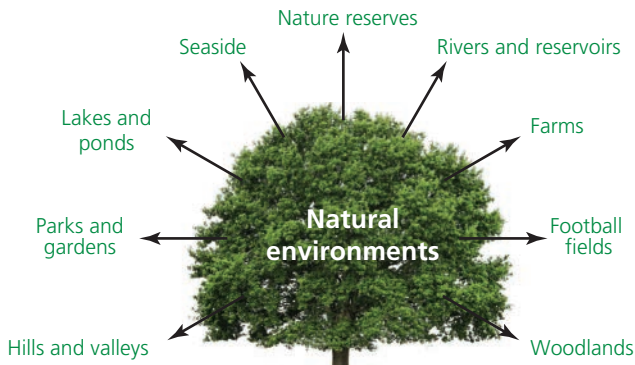 Nature reserves
Seaside
Rivers and reservoirs
Lakes and
ponds
Farms
Natural
environments
Parks and
gardens
Football
fields
Hills and valleys
Woodlands